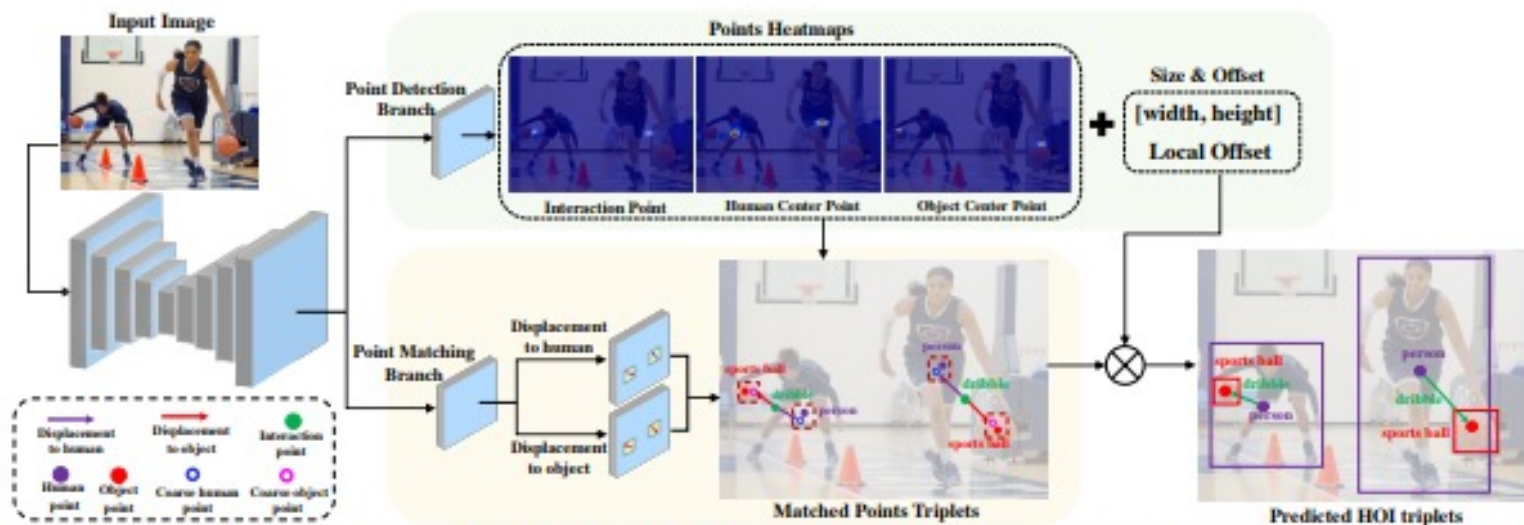 Input Image
Points Heatmaps
Point Detection
Branch
Size & Offset
[width, height]
Local Offset
Interaction Point
Human Center Point
Object Center Point
Point Matching
Branch
Displacement
to human
Displacement
to object
person
sports ball
dribble
person
dribble
sports ball
Matched Points Triplets
person
sports ball
dribble
person
sports ball
Predicted HOI triplets
Displacement
to human
Displacement
to object
Interaction
point
Human
point
Object
point
Coarse human
point
Coarse object
point